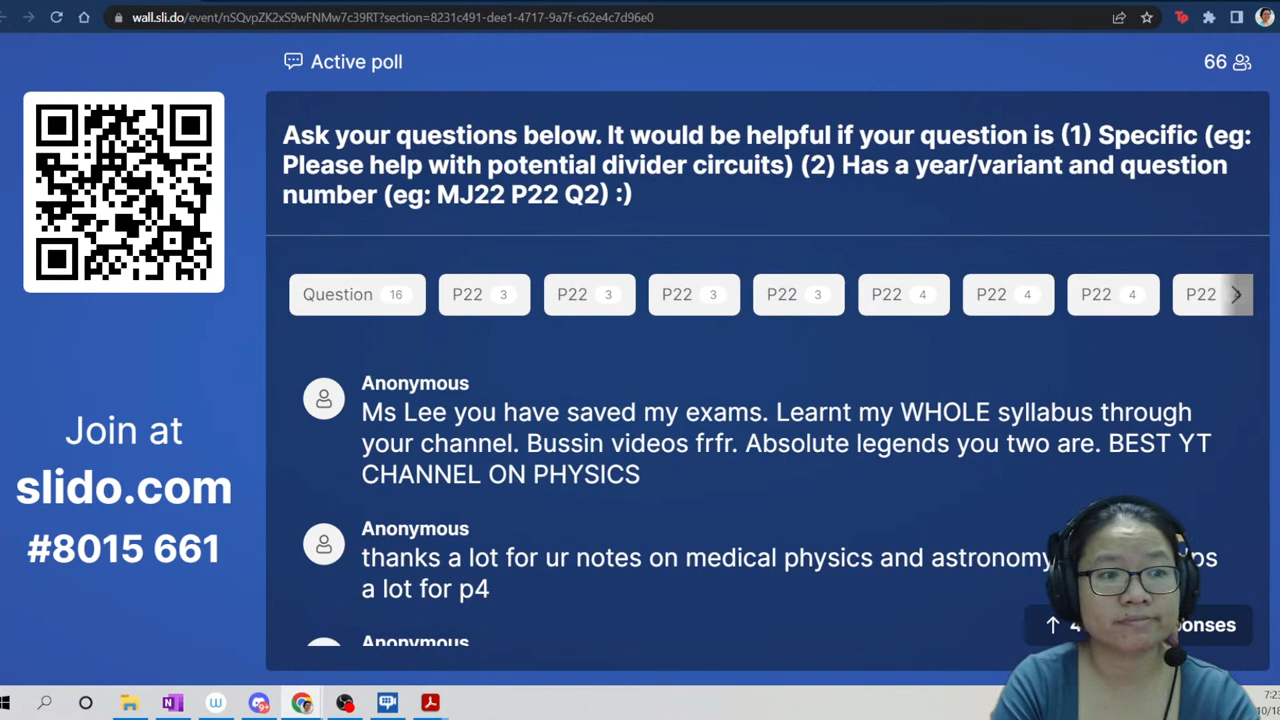 wall.sli.do/event/nSQvpZK2xS9wFNMw7c39RT?section=8231c491-dee1-4717-9a7f-c62e4c7d96e0
Active poll
66
Ask your questions below. It would be helpful if your question is (1) Specific (eg:
Please help with potential divider circuits) (2) Has a year/variant and question
number (eg: MJ22 P22 Q2) :)
Question 16 P22 3 P22 3 P22 3 P22 3 P22 4 P22 4 P22 4 P22
Anonymous
Ms Lee you have saved my exams. Learnt my WHOLE syllabus through
your channel. Bussin videos frfr. Absolute legends you two are. BEST YT
CHANNEL ON PHYSICS
Anonymous
thanks a lot for ur notes on medical physics and astronomy
a lot for p4
Anonymous
Join at
slido.com
#8015 661